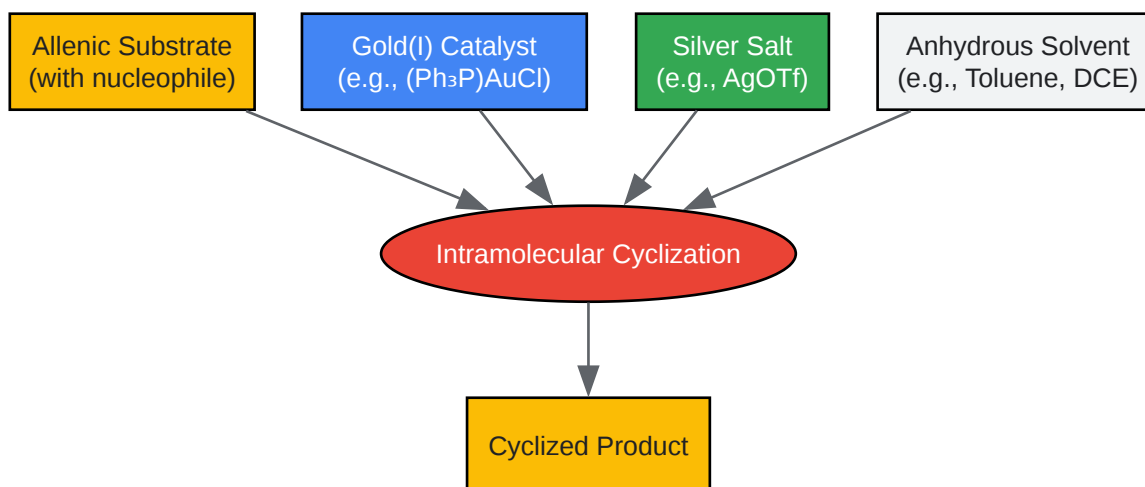 Allenic Substrate
(with nucleophile)
Gold(I) Catalyst
(e.g., (Ph₃P)AuCl)
Silver Salt
(e.g., AgOTf)
Anhydrous Solvent
(e.g., Toluene, DCE)
Intramolecular Cyclization
Cyclized Product